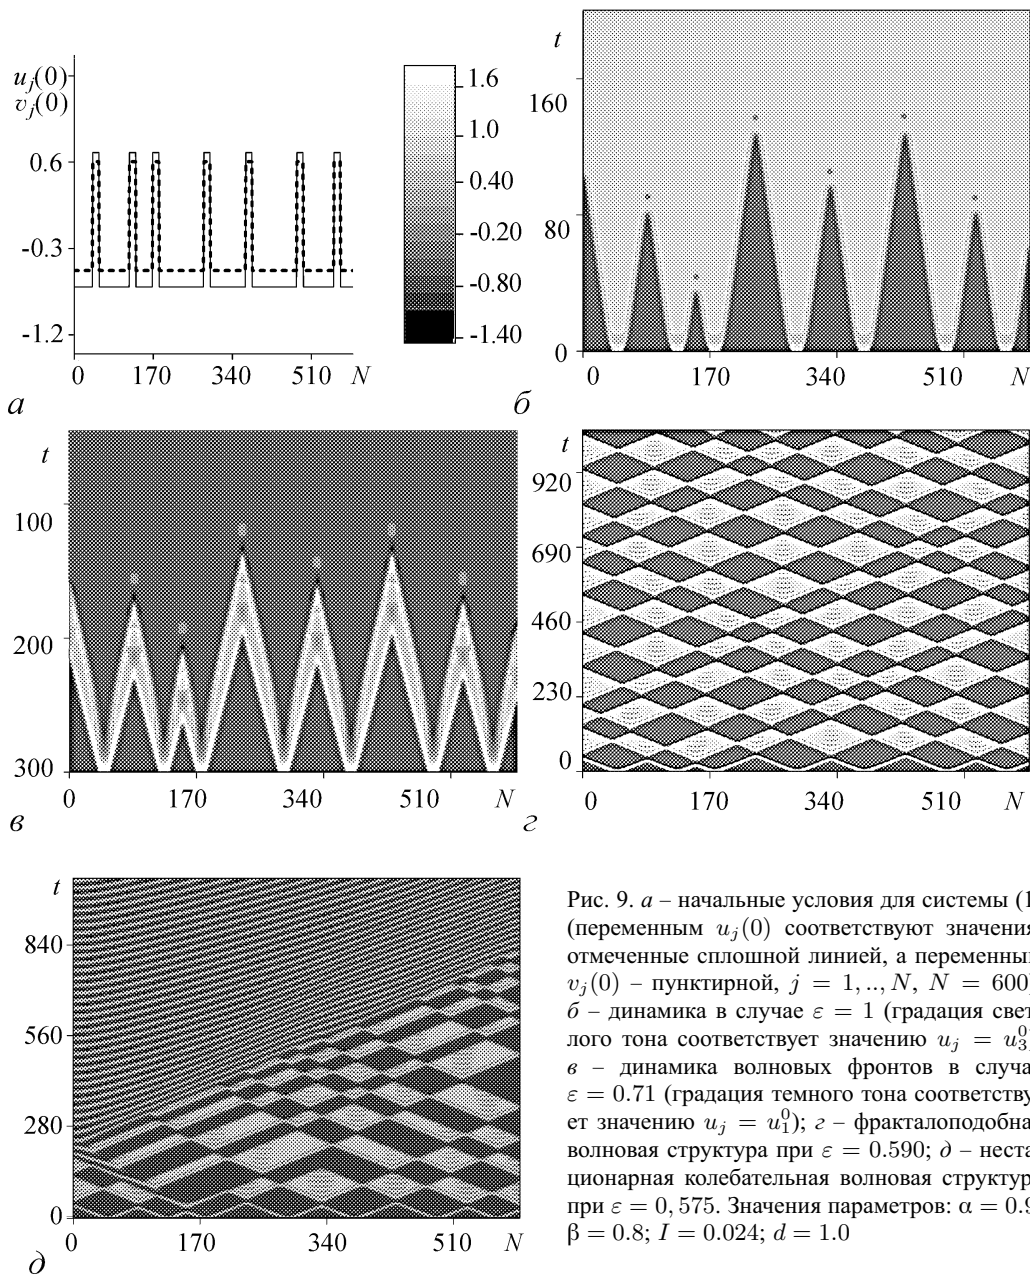 u_j(0)
v_j(0)
0.6
-0.3
-1.2
0 170 340 510 N
а
1.6
1.0
0.40
-0.20
-0.80
-1.40
t
160
80
0
0 170 340 510 N
б
t
100
200
300
0 170 340 510 N
в
t
920
690
460
230
0
0 170 340 510 N
г
t
840
560
280
0
0 170 340 510 N
д
Рис. 9. а – начальные условия для системы (1
(переменным u_j(0) соответствуют значения
отмеченные сплошной линией, а переменны
v_j(0) – пунктирной, j = 1,..,N, N = 600)
б – динамика в случае ε = 1 (градация свет
лого тона соответствует значению u_j = u_3^0
в – динамика волновых фронтов в случа
ε = 0.71 (градация темного тона соответству
ет значению u_j = u_1^0); г – фракталоподобна
волновая структура при ε = 0.590; д – неста
ционарная колебательная волновая структур
при ε = 0,575. Значения параметров: α = 0.9
β = 0.8; I = 0.024; d = 1.0